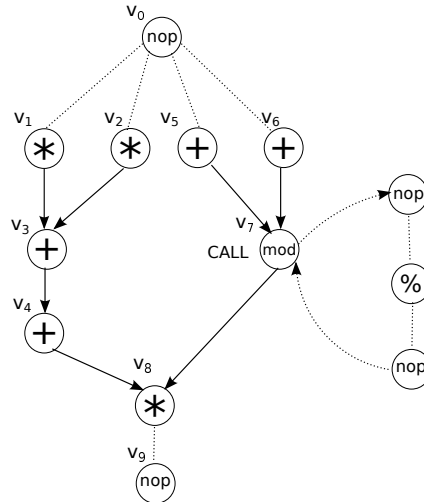 v0
nop
v1
v2
v5
v6
*
*
+
+
nop
v3
v7
+
CALL
mod
%
v4
+
v8
nop
*
v9
nop